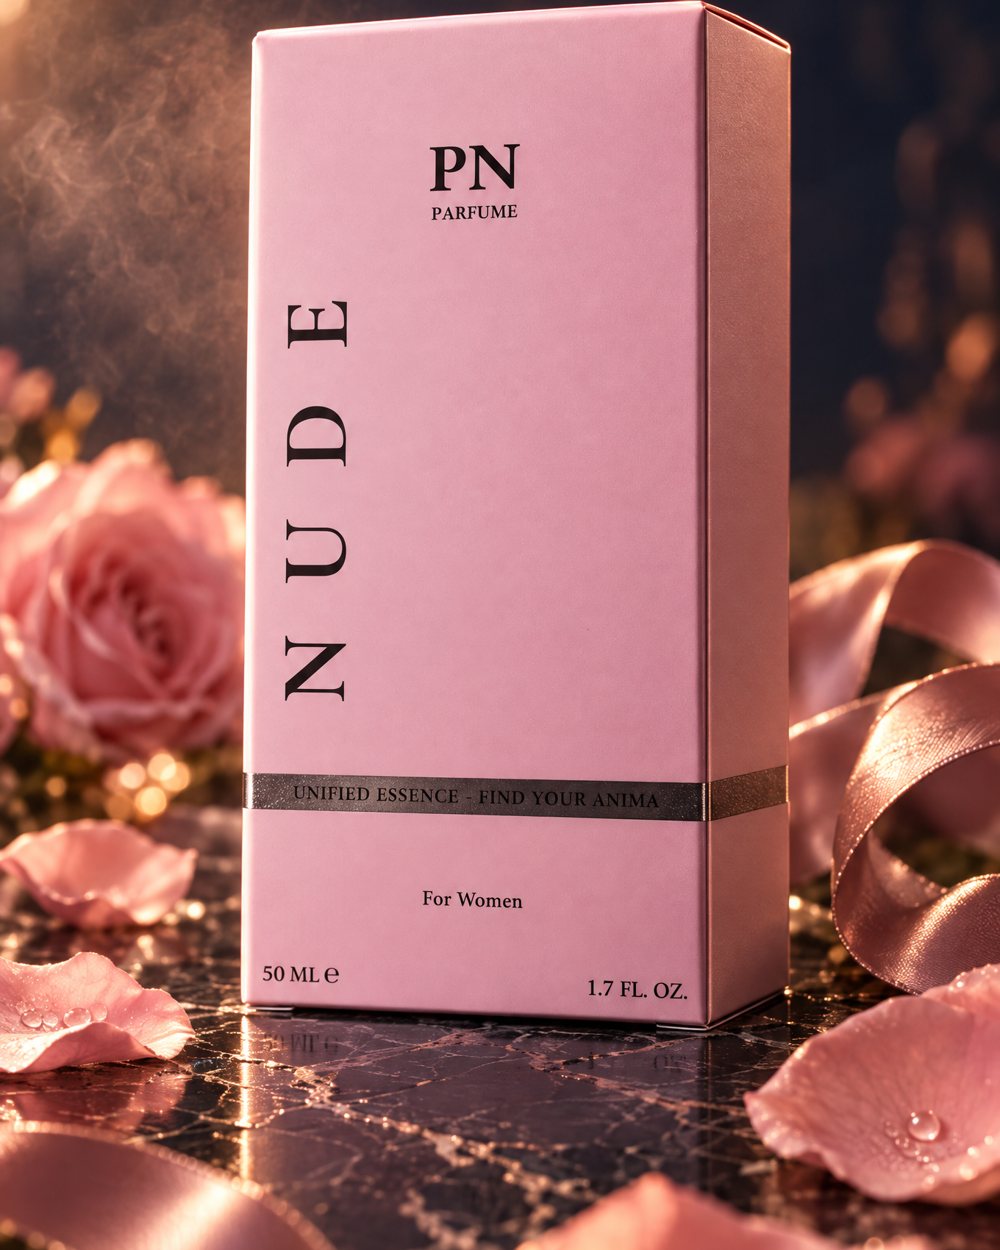 PN
PARFUME
NUDE
UNIFIED ESSENCE - FIND YOUR ANIMA
For Women
50 ML ℮
1.7 FL. OZ.